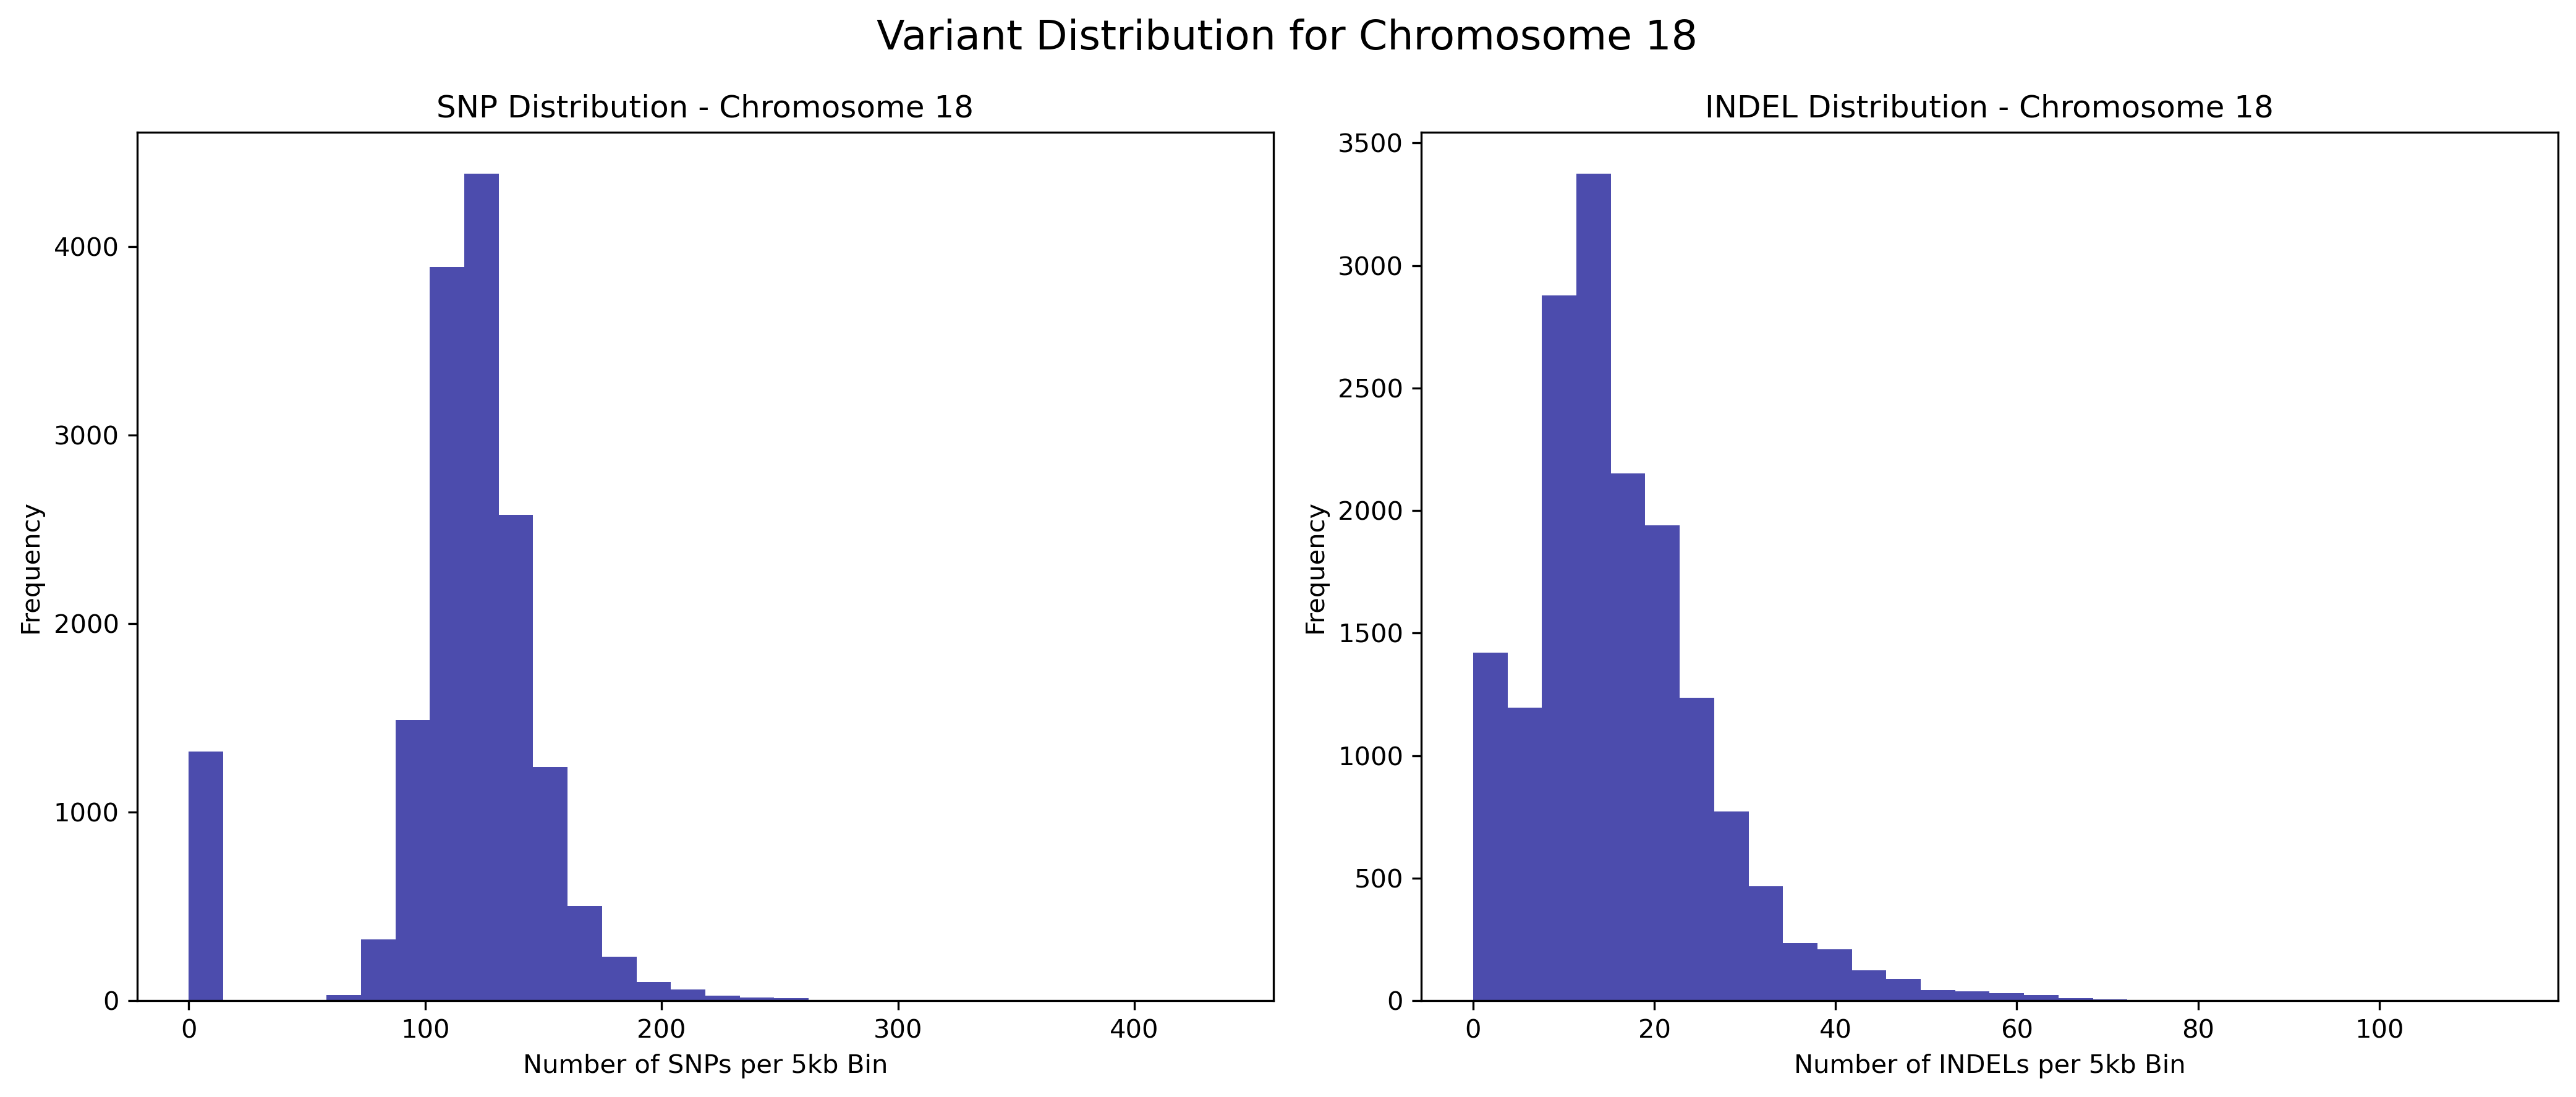 Variant Distribution for Chromosome 18
SNP Distribution - Chromosome 18
Frequency
4000
3000
2000
1000
0
0 100 200 300 400
Number of SNPs per 5kb Bin
INDEL Distribution - Chromosome 18
Frequency
3500
3000
2500
2000
1500
1000
500
0
0 20 40 60 80 100
Number of INDELs per 5kb Bin